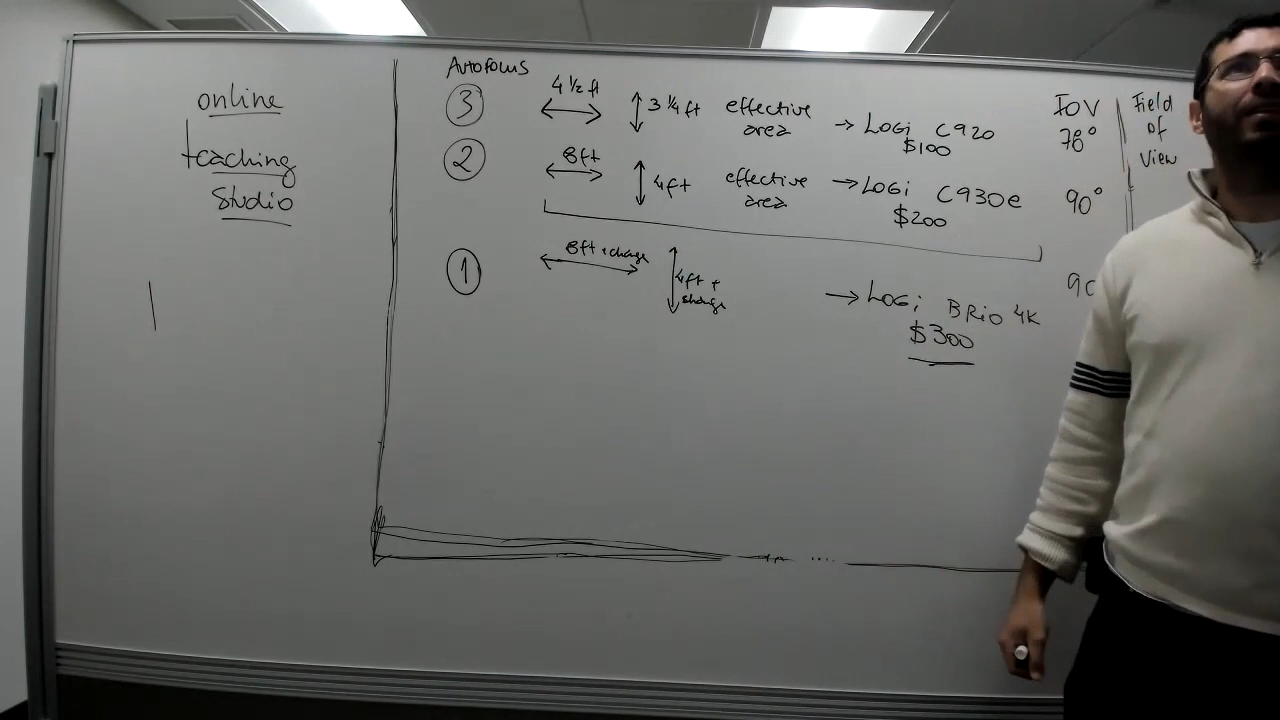 online
teaching
Studio
Autofocus
3 4 1/2 ft 3 1/4 ft effective area → LOGi C920 $100
2 8ft 4ft effective area → LOGi C930e $200
1 8ft + change 4ft + change → LOGi BRiO 4K $300
FOV
78°
90°
90
Field
of
View